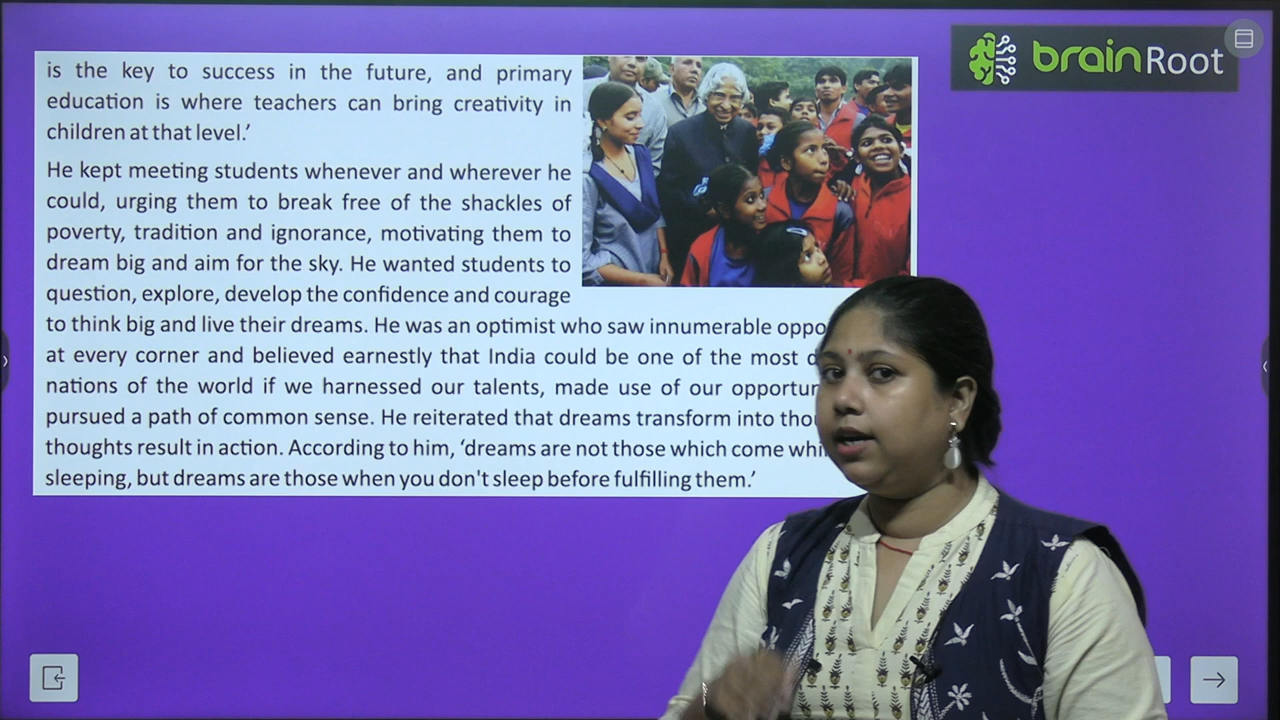 brainRoot
is the key to success in the future, and primary
education is where teachers can bring creativity in
children at that level.’
He kept meeting students whenever and wherever he
could, urging them to break free of the shackles of
poverty, tradition and ignorance, motivating them to
dream big and aim for the sky. He wanted students to
question, explore, develop the confidence and courage
to think big and live their dreams. He was an optimist who saw innumerable
at every corner and believed earnestly that India could be one of the most
nations of the world if we harnessed our talents, made use of our
pursued a path of common sense. He reiterated that dreams transform into
thoughts result in action. According to him, ‘dreams are not those which come
sleeping, but dreams are those when you don't sleep before fulfilling them.’